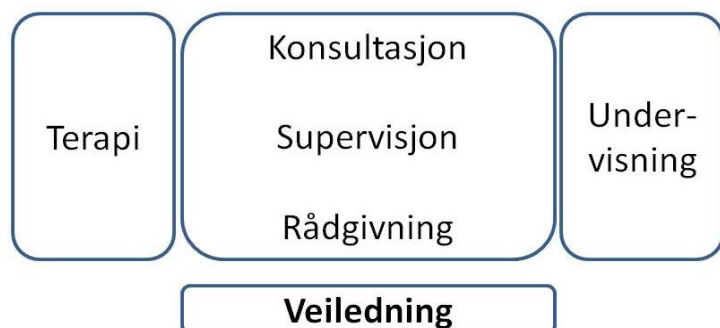 Terapi
Konsultasjon
Supervisjon
Rådgivning
Under-
visning
Veiledning